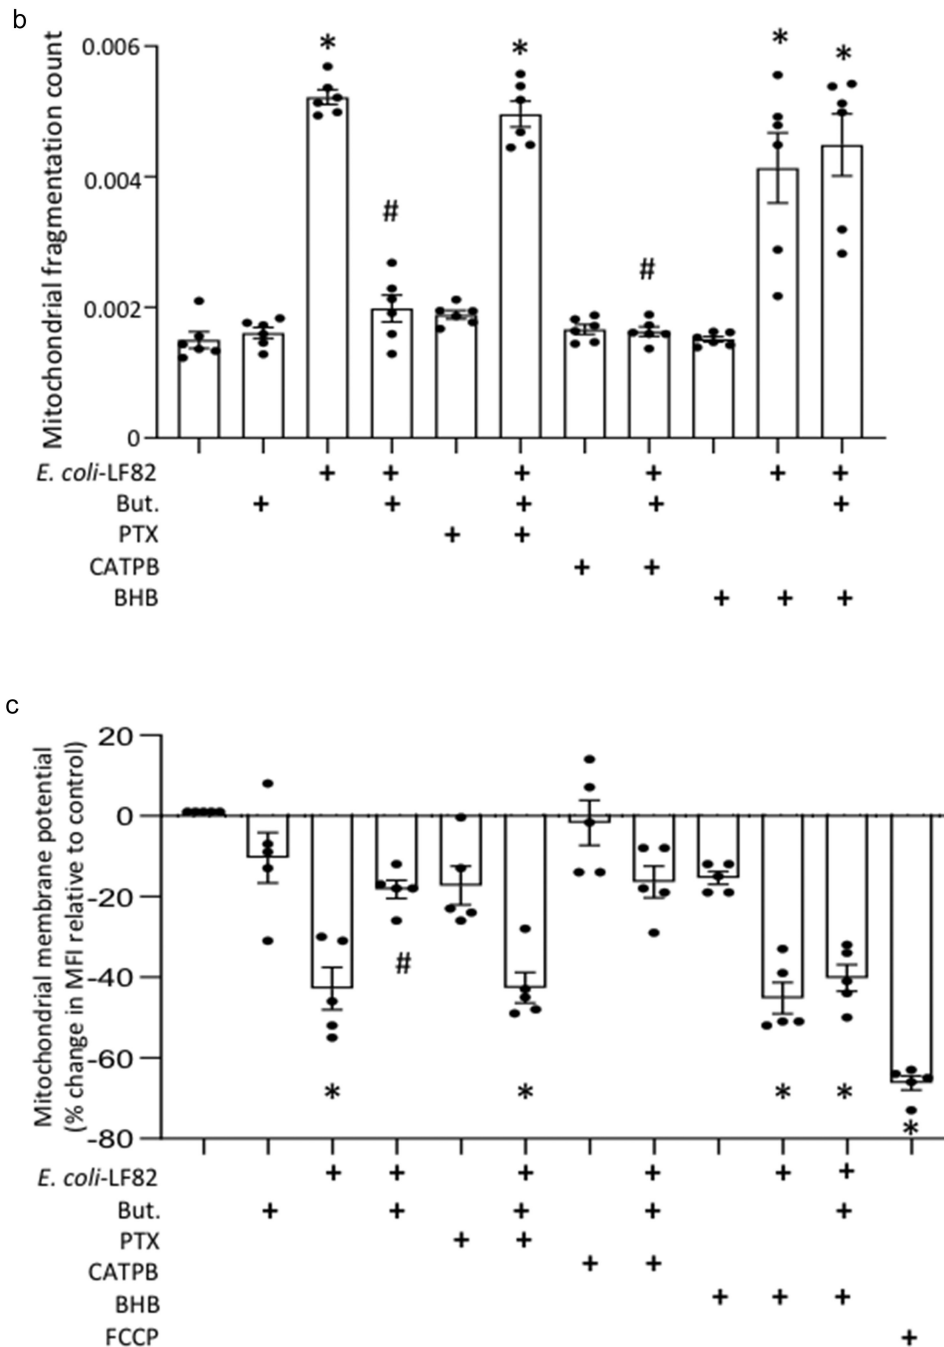 b
Mitochondrial fragmentation count
0.006
0.004
0.002
0
* # * # * *
E. coli-LF82 + + + + + +
But. + + + + +
PTX + +
CATPB + +
BHB + + +
c
Mitochondrial membrane potential
(% change in MFI relative to control)
20
0
-20
-40
-60
-80
# * * * * *
E. coli-LF82 + + + + + +
But. + + + + +
PTX + +
CATPB + +
BHB + + +
FCCP +